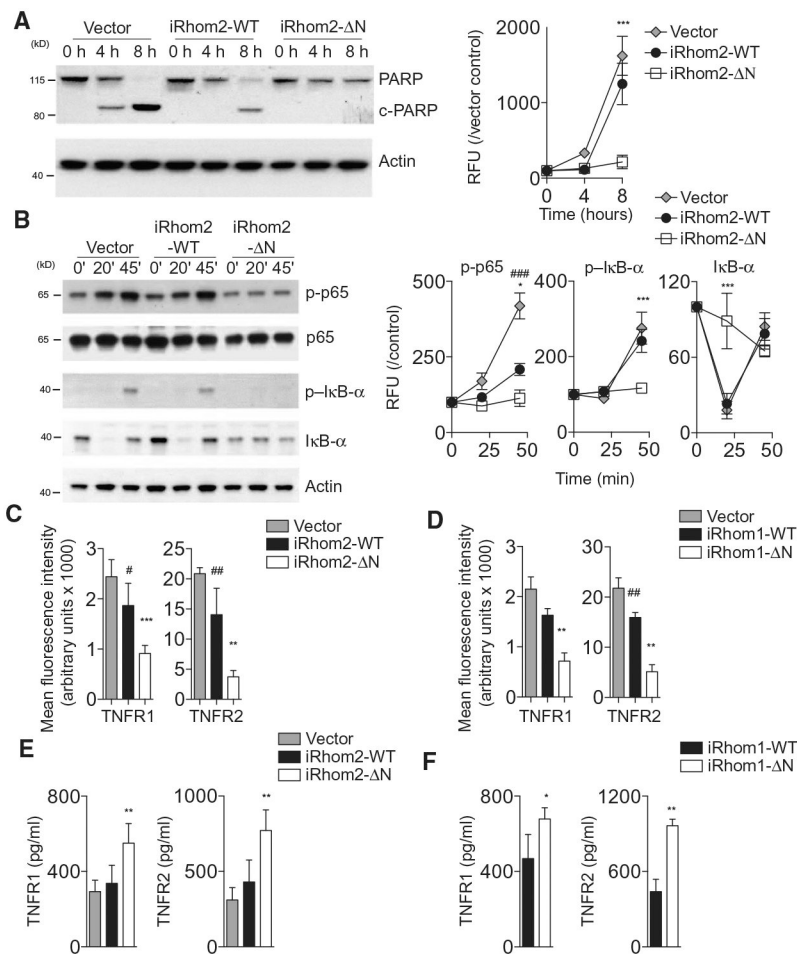 A
Vector iRhom2-WT iRhom2-ΔN
(kD) 0 h 4 h 8 h 0 h 4 h 8 h 0 h 4 h 8 h
115 PARP
80 c-PARP
40 Actin
RFU (/vector control)
2000
1000
0
0 4 8
Time (hours)
***
Vector
iRhom2-WT
iRhom2-ΔN
B
Vector iRhom2-WT iRhom2-ΔN
(kD) 0' 20' 45' 0' 20' 45' 0' 20' 45'
65 p-p65
65 p65
40 p–IκB-α
40 IκB-α
40 Actin
Vector
iRhom2-WT
iRhom2-ΔN
RFU (/control)
p-p65
500
250
0
0 25 50
###
*
p–IκB-α
400
200
0
0 25 50
***
IκB-α
120
60
0
0 25 50
***
Time (min)
C
Vector
iRhom2-WT
iRhom2-ΔN
Mean fluorescence intensity
(arbitrary units x 1000)
3
2
1
0
# ***
TNFR1
25
20
15
10
5
0
## **
TNFR2
D
Vector
iRhom1-WT
iRhom1-ΔN
Mean fluorescence intensity
(arbitrary units x 1000)
3
2
1
0
**
TNFR1
30
20
10
0
## **
TNFR2
E
Vector
iRhom2-WT
iRhom2-ΔN
TNFR1 (pg/ml)
800
400
0
**
TNFR2 (pg/ml)
1000
500
0
**
F
iRhom1-WT
iRhom1-ΔN
TNFR1 (pg/ml)
800
400
0
*
TNFR2 (pg/ml)
1200
600
0
**